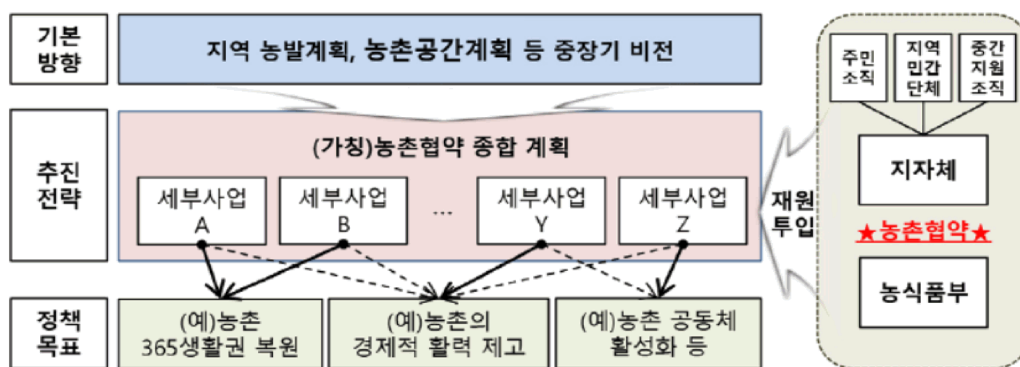 기본
방향
지역 농발계획, 농촌공간계획 등 중장기 비전
추진
전략
(가칭)농촌협약 종합 계획
세부사업
A
세부사업
B
...
세부사업
Y
세부사업
Z
정책
목표
(예)농촌
365생활권 복원
(예)농촌의
경제적 활력 제고
(예)농촌 공동체
활성화 등
재원
투입
주민
조직
지역
민간
단체
중간
지원
조직
지자체
★농촌협약★
농식품부